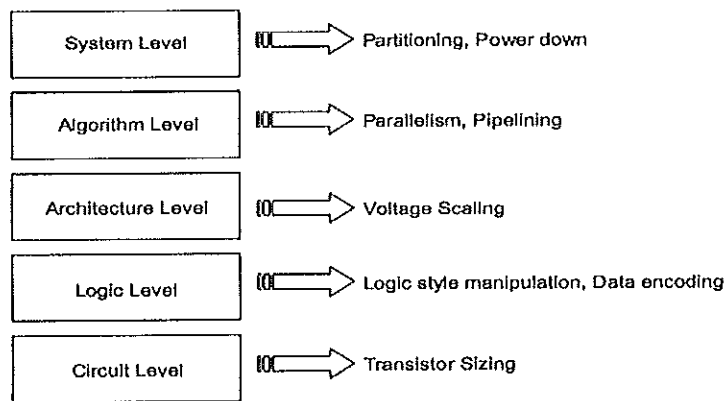 System Level
Partitioning, Power down
Algorithm Level
Parallelism, Pipelining
Architecture Level
Voltage Scaling
Logic Level
Logic style manipulation, Data encoding
Circuit Level
Transistor Sizing